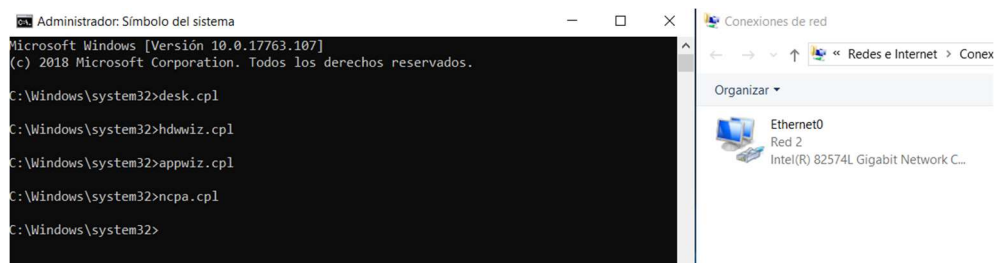 Administrador: Símbolo del sistema
Microsoft Windows [Versión 10.0.17763.107]
(c) 2018 Microsoft Corporation. Todos los derechos reservados.
C:\Windows\system32>desk.cpl
C:\Windows\system32>hdwwiz.cpl
C:\Windows\system32>appwiz.cpl
C:\Windows\system32>ncpa.cpl
C:\Windows\system32>
Conexiones de red
« Redes e Internet > Conex
Organizar
Ethernet0
Red 2
Intel(R) 82574L Gigabit Network C...